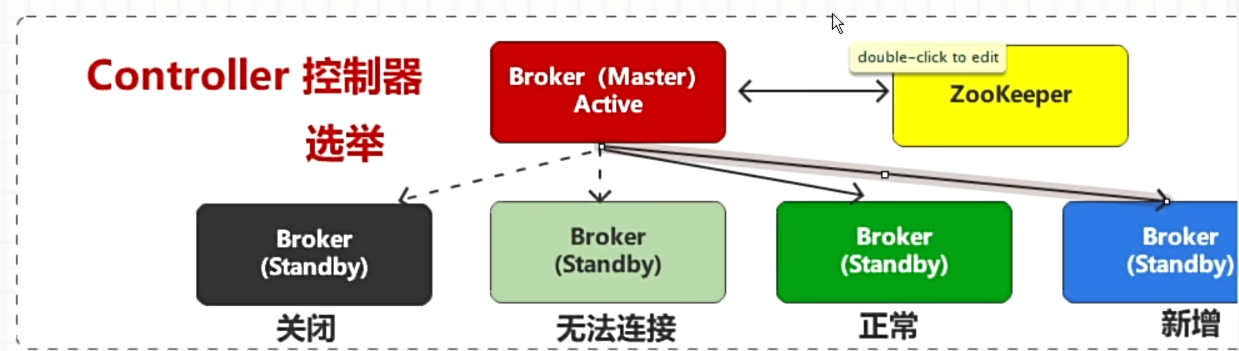 Controller 控制器
选举
Broker（Master）
Active
double-click to edit
ZooKeeper
Broker
(Standby)
Broker
(Standby)
Broker
(Standby)
Broker
(Standby)
关闭
无法连接
正常
新增